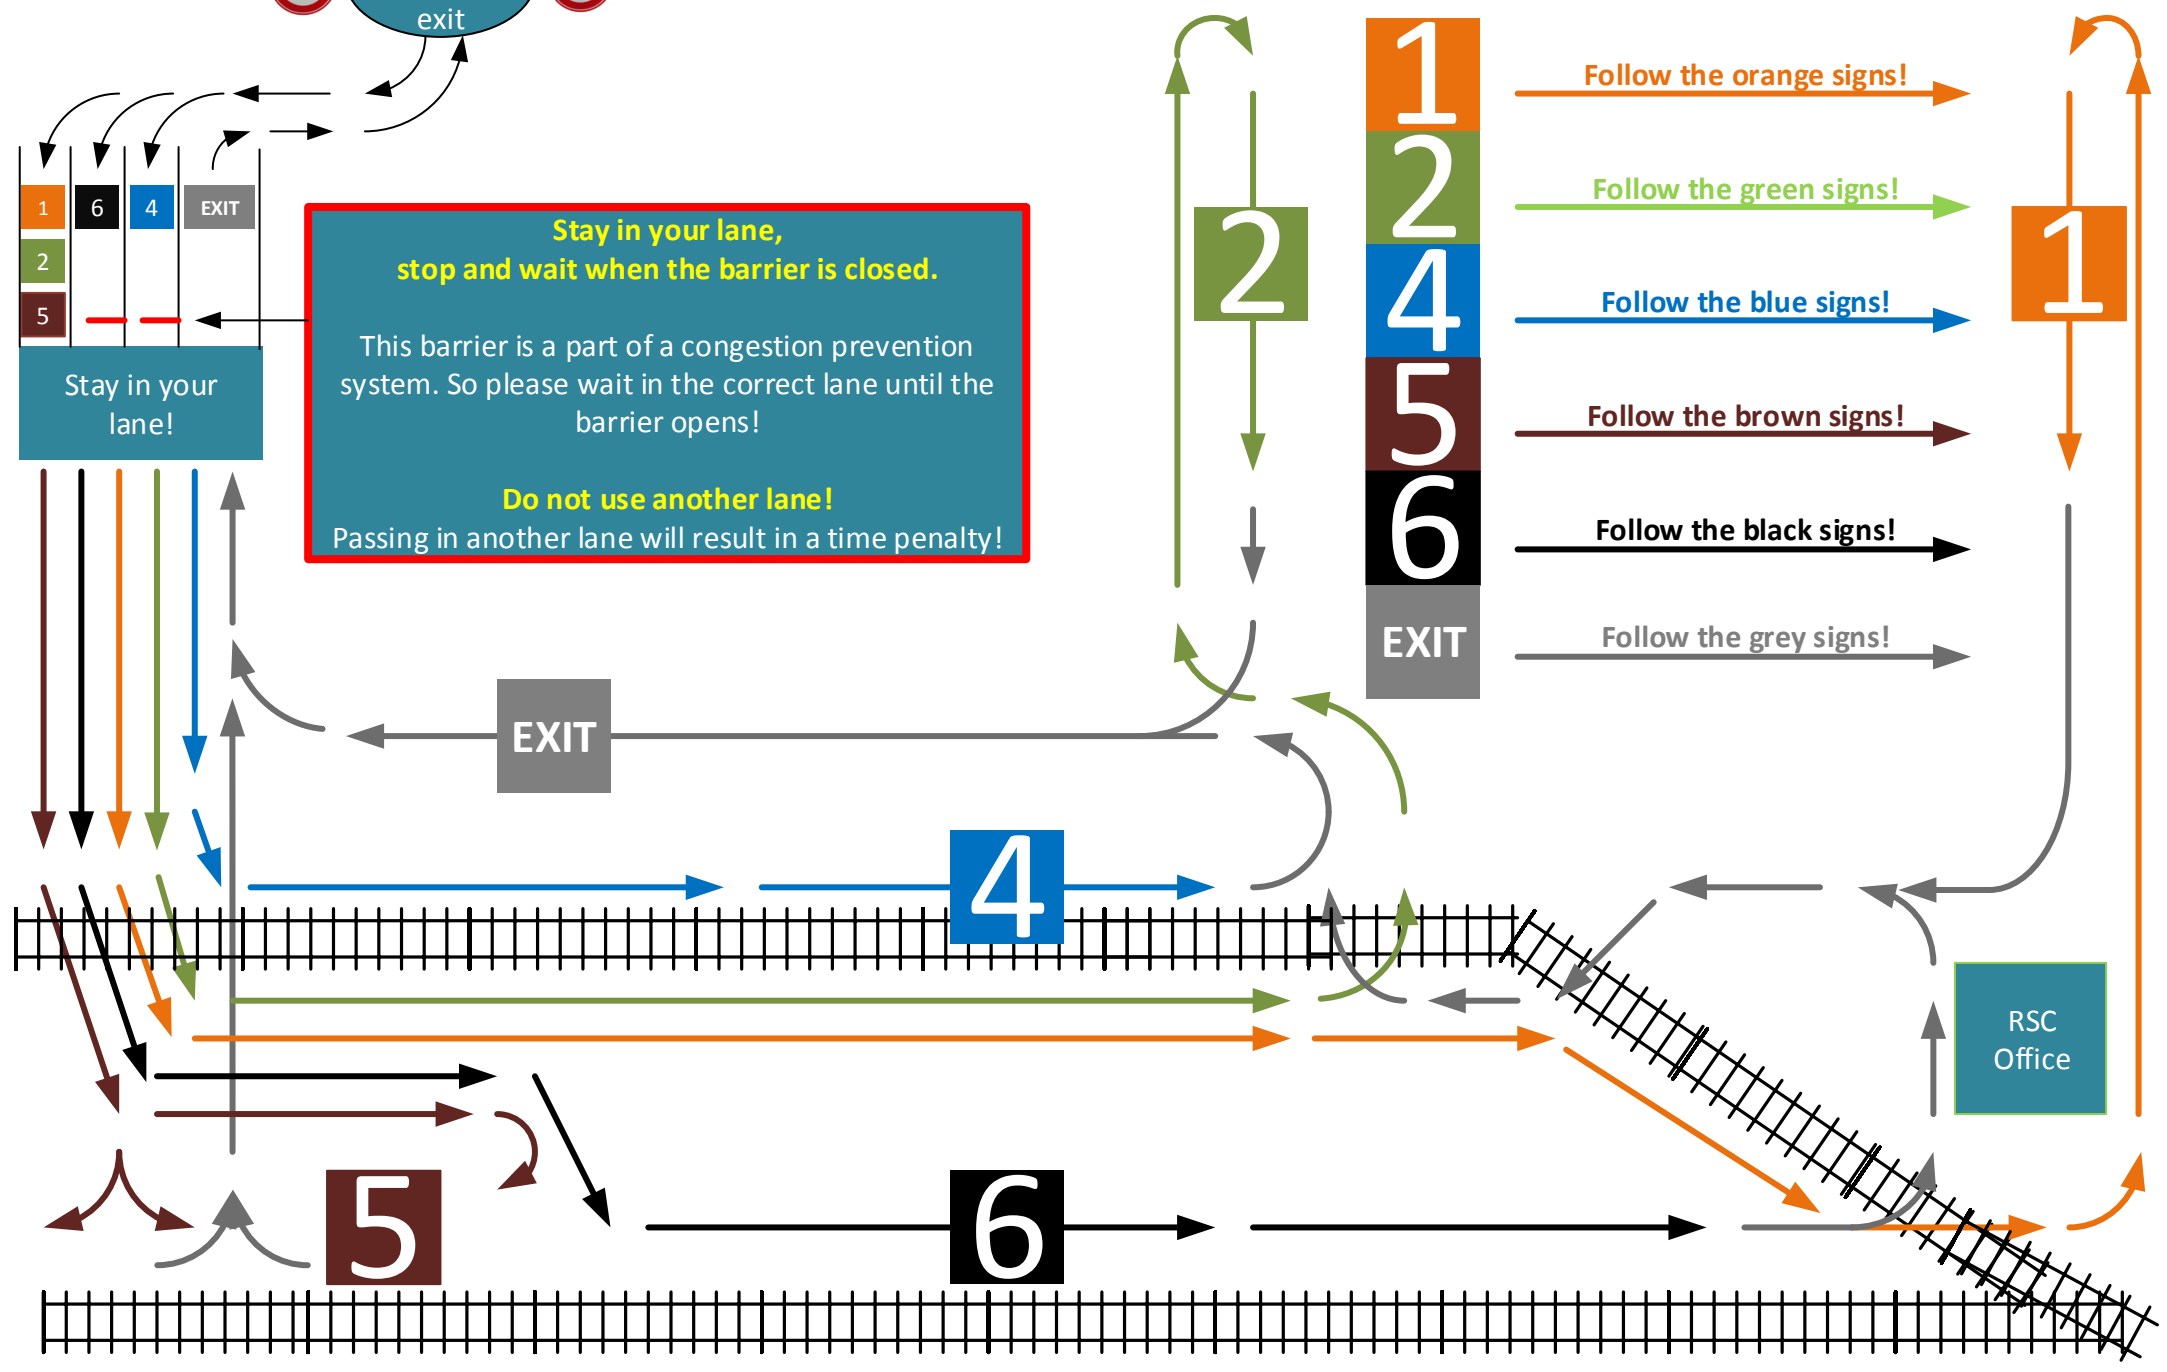 exit
1
6
4
EXIT
2
5
Stay in your
lane!
Stay in your lane,
stop and wait when the barrier is closed.
This barrier is a part of a congestion prevention
system. So please wait in the correct lane until the
barrier opens!
Do not use another lane!
Passing in another lane will result in a time penalty!
2
1
Follow the orange signs!
2
Follow the green signs!
4
Follow the blue signs!
5
Follow the brown signs!
6
Follow the black signs!
EXIT
Follow the grey signs!
1
EXIT
4
RSC
Office
5
6